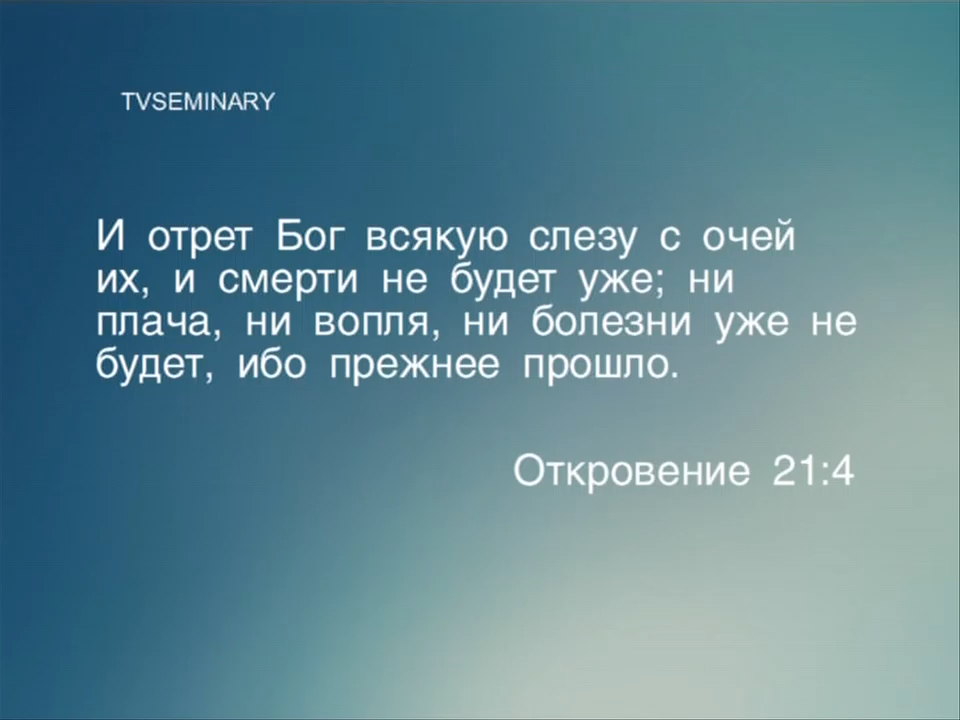 TVSEMINARY
И отрет Бог всякую слезу с очей
их, и смерти не будет уже; ни
плача, ни вопля, ни болезни уже не
будет, ибо прежнее прошло.
Откровение 21:4